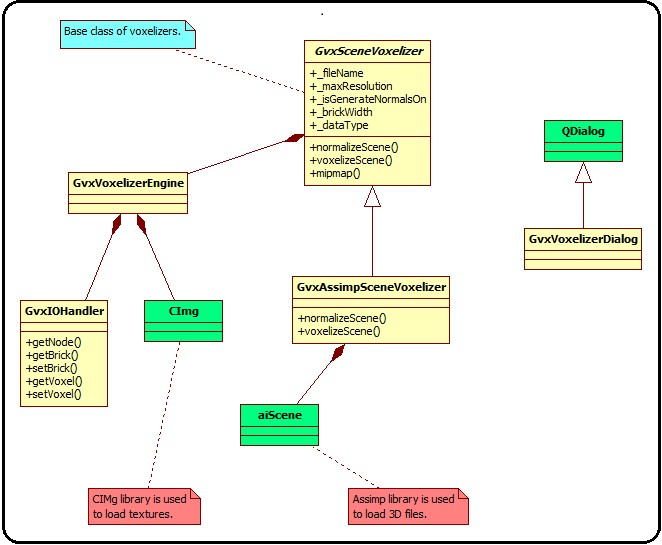 Base class of voxelizers.
GvxSceneVoxelizer
+_fileName
+_maxResolution
+_isGenerateNormalsOn
+_brickWidth
+_dataType
+normalizeScene()
+voxelizeScene()
+mipmap()
QDialog
GvxVoxelizerEngine
GvxVoxelizerDialog
GvxAssimpSceneVoxelizer
+normalizeScene()
+voxelizeScene()
GvxIOHandler
+getNode()
+getBrick()
+setBrick()
+getVoxel()
+setVoxel()
CImg
aiScene
CIMg library is used
to load textures.
Assimp library is used
to load 3D files.